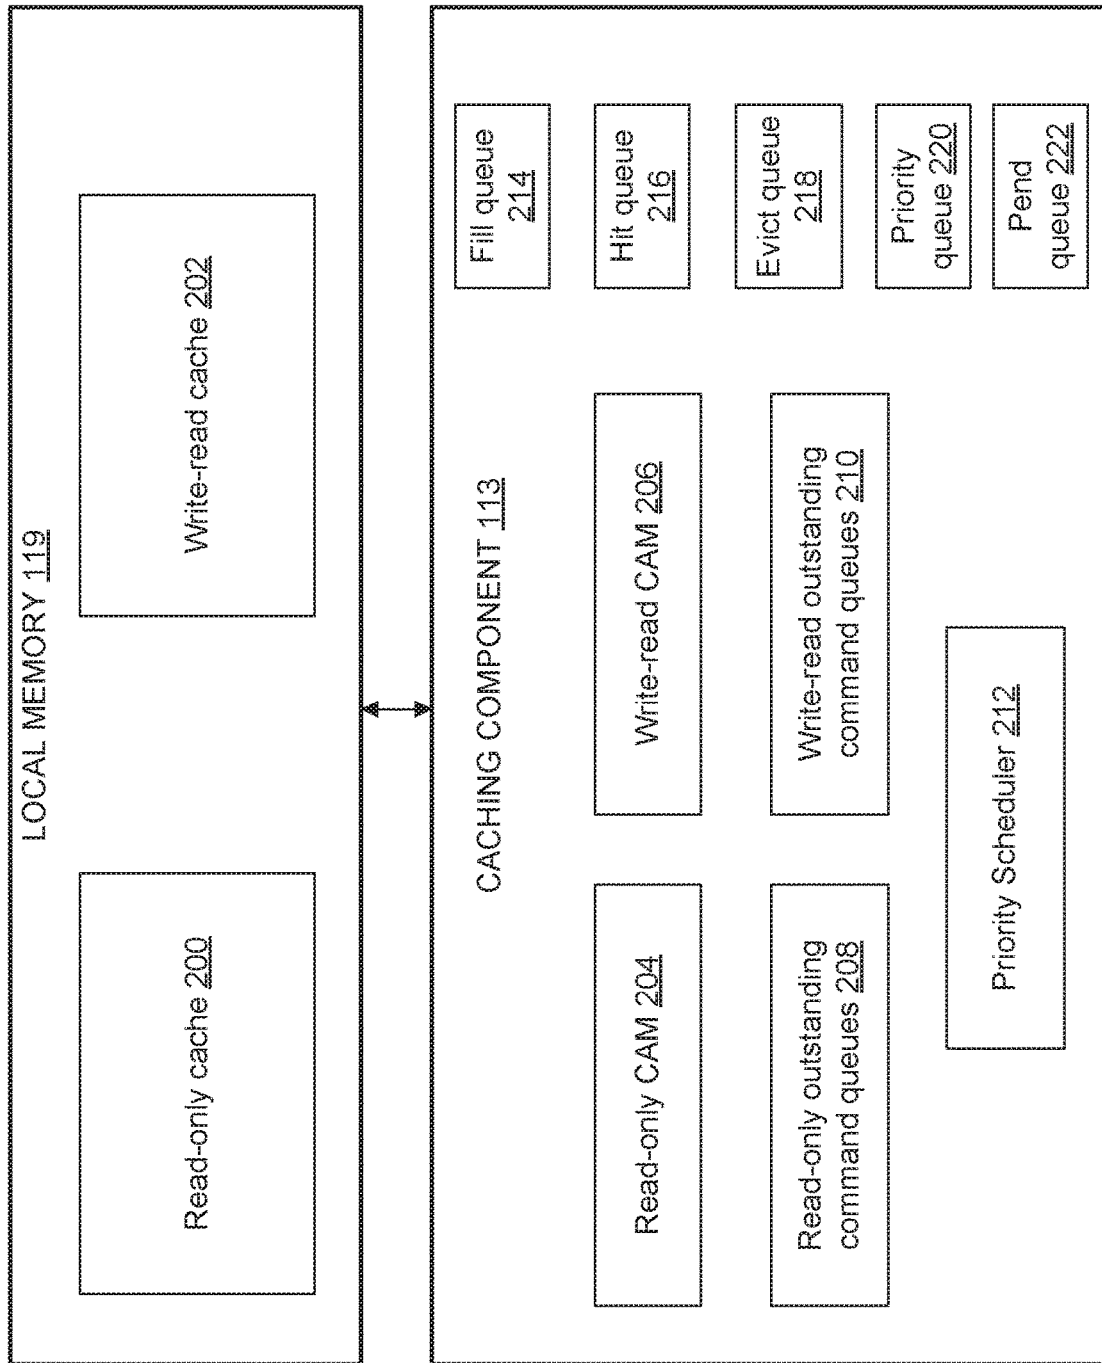 LOCAL MEMORY 119
Read-only cache 200
Write-read cache 202
CACHING COMPONENT 113
Read-only CAM 204
Write-read CAM 206
Read-only outstanding
command queues 208
Write-read outstanding
command queues 210
Priority Scheduler 212
Fill queue
214
Hit queue
216
Evict queue
218
Priority
queue 220
Pend
queue 222